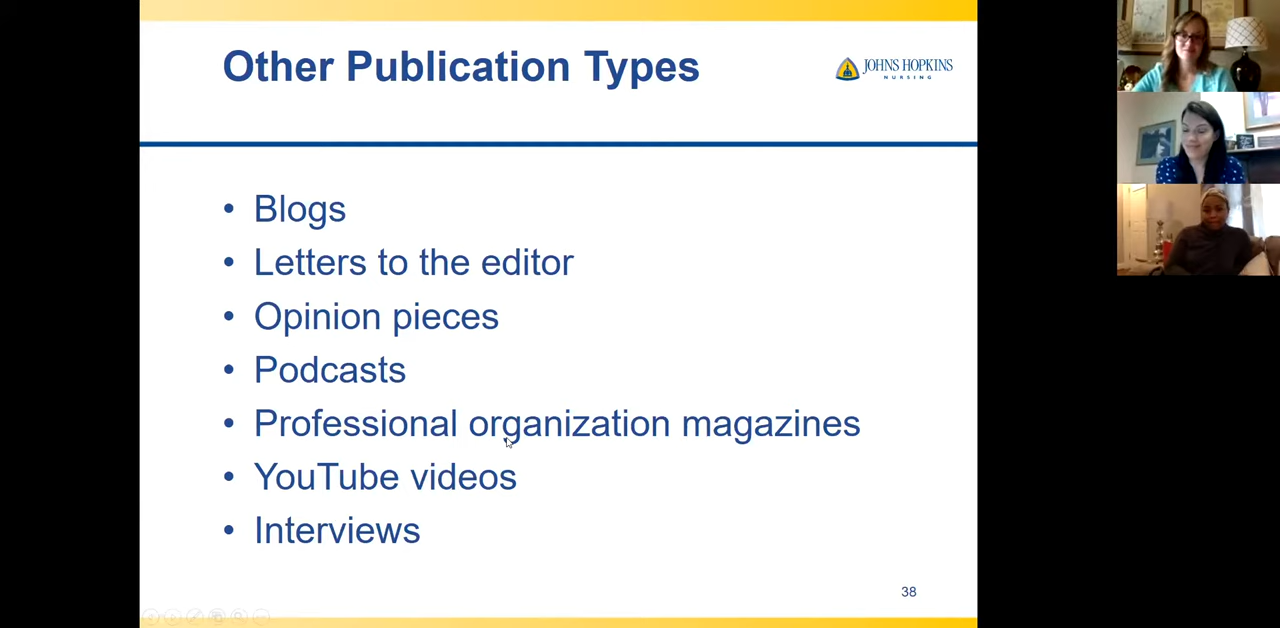 Other Publication Types
JOHNS HOPKINS
NURSING
• Blogs
• Letters to the editor
• Opinion pieces
• Podcasts
• Professional organization magazines
• YouTube videos
• Interviews
38